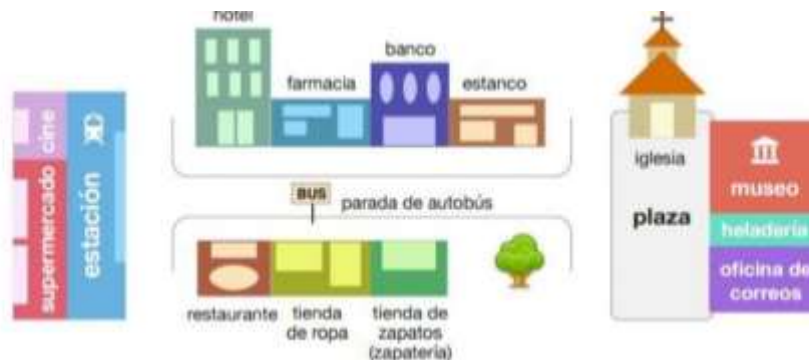 hotel
banco
farmacia
estanco
cine
supermercado
estación
BUS
parada de autobús
iglesia
plaza
museo
heladería
oficina de
correos
restaurante
tienda
de ropa
tienda de
zapatos
(zapatería)